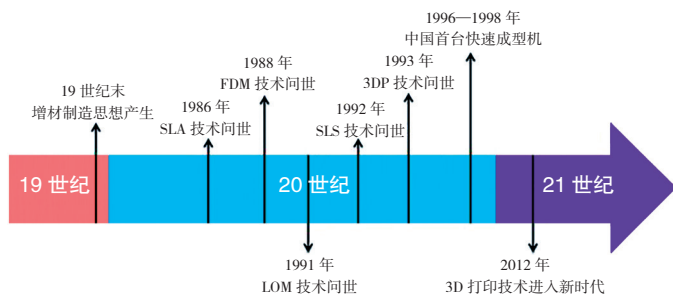 1996—1998 年
中国首台快速成型机
1988 年
FDM 技术问世
1993 年
3DP 技术问世
19 世纪末
增材制造思想产生
1986 年
SLA 技术问世
1992 年
SLS 技术问世
19 世纪
20 世纪
21 世纪
1991 年
LOM 技术问世
2012 年
3D 打印技术进入新时代